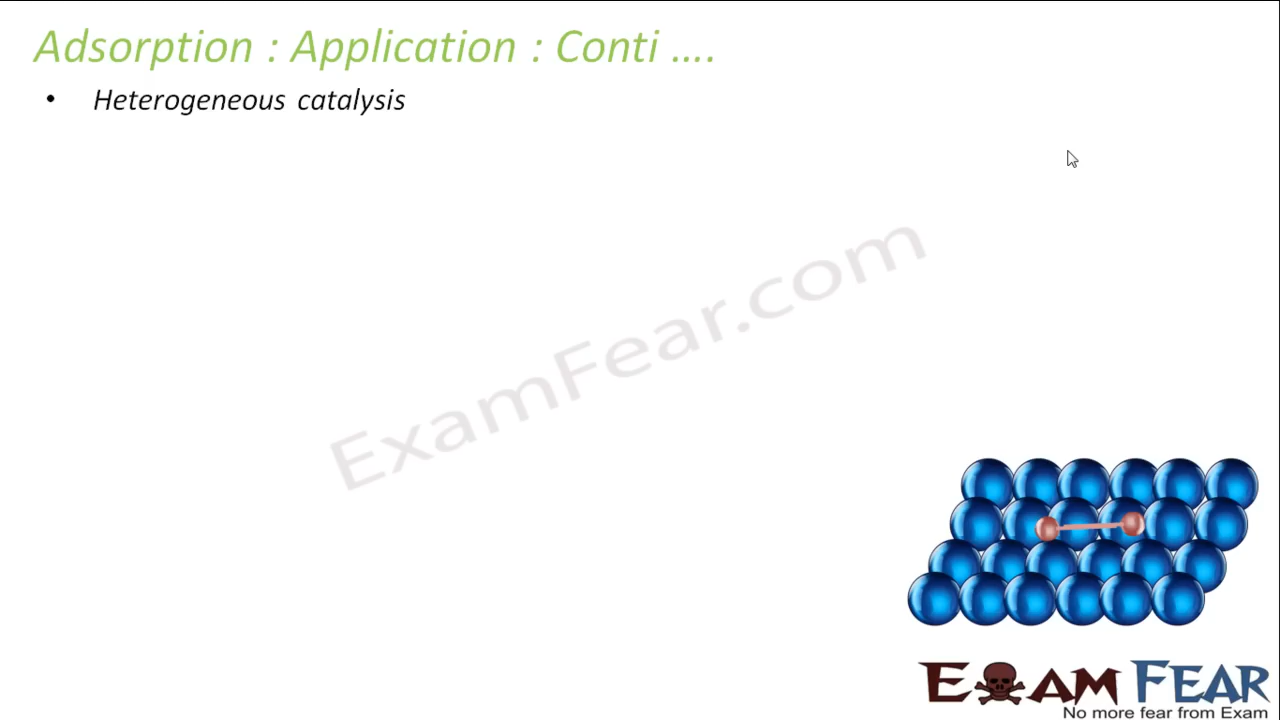 Adsorption : Application : Conti ....
• Heterogeneous catalysis
ExamFear.com
EXAM FEAR
No more fear from Exam